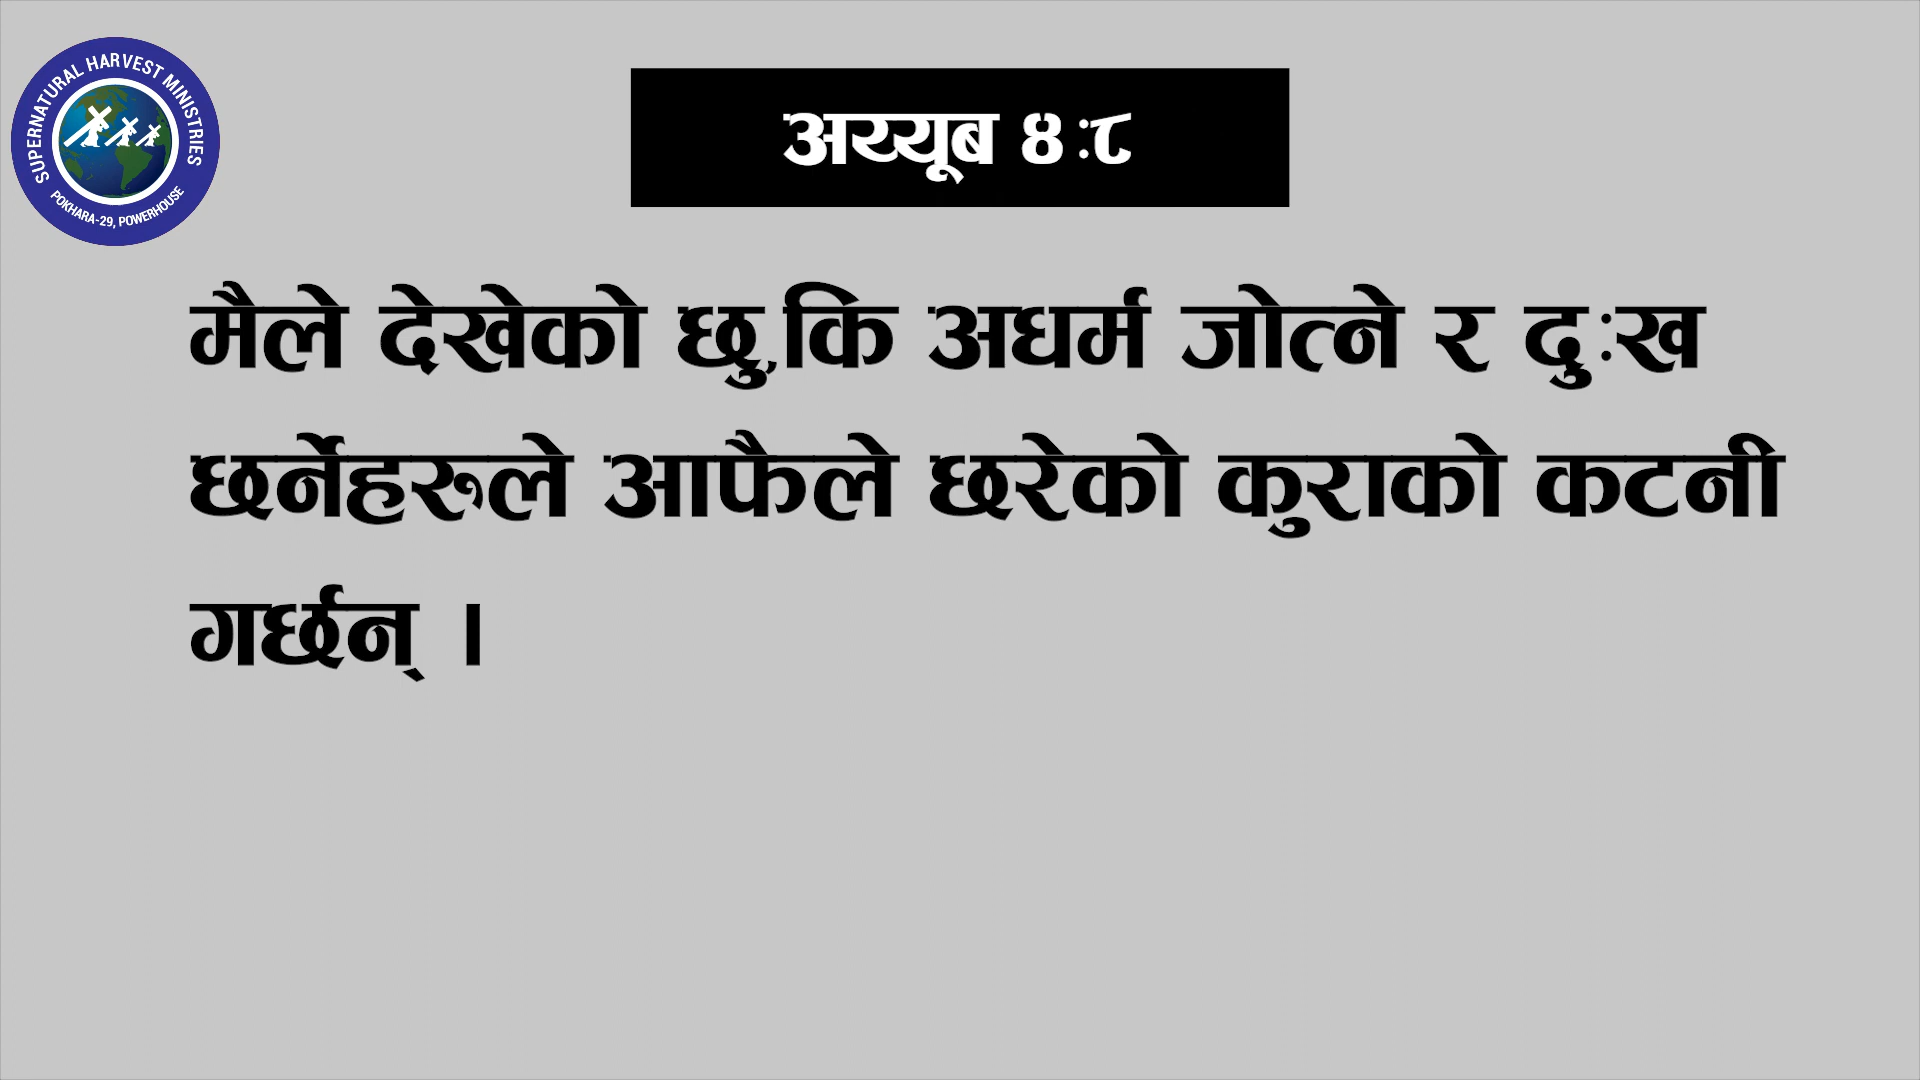 SUPERNATURAL HARVEST MINISTRIES
POKHARA-29, POWERHOUSE
अय्यूब ४ः८
मैले देखेको छु,कि अधर्म जोत्ने र दुःख
छर्नेहरुले आफैले छरेको कुराको कटनी
गर्छन् ।